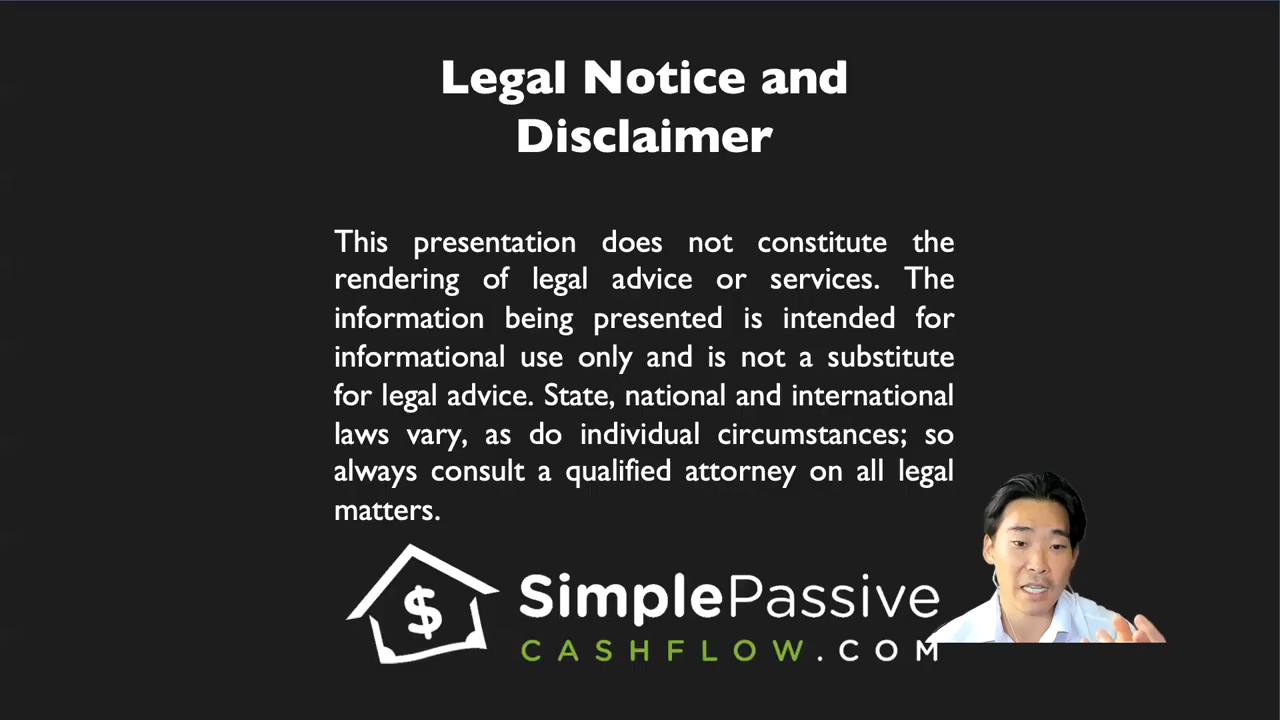 Legal Notice and
Disclaimer
This presentation does not constitute the
rendering of legal advice or services. The
information being presented is intended for
informational use only and is not a substitute
for legal advice. State, national and international
laws vary, as do individual circumstances; so
always consult a qualified attorney on all legal
matters.
$
SimplePassive
CASHFLOW.COM